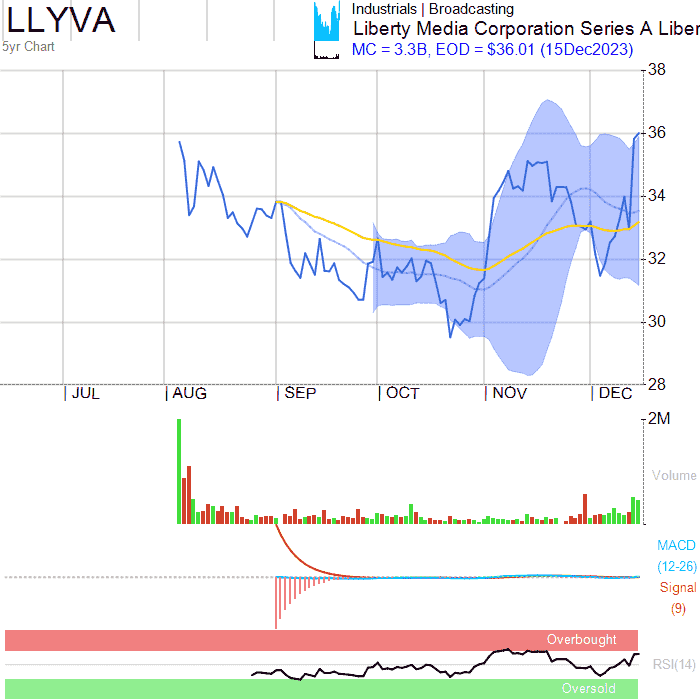 LLYVA
5yr Chart
Industrials | Broadcasting
Liberty Media Corporation Series A Liber
MC = 3.3B, EOD = $36.01 (15Dec2023)
38
36
34
32
30
28
JUL AUG SEP OCT NOV DEC
2M
Volume
MACD
(12-26)
Signal
(9)
Overbought
RSI(14)
Oversold